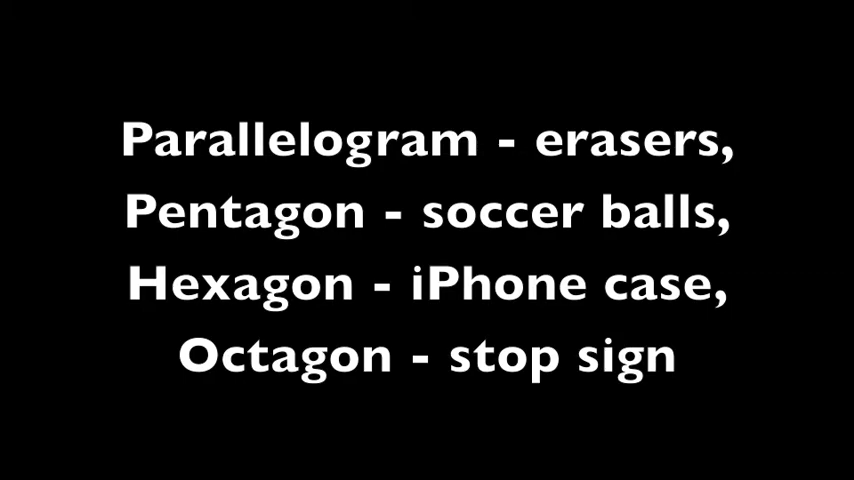 Parallelogram - erasers,
Pentagon - soccer balls,
Hexagon - iPhone case,
Octagon - stop sign